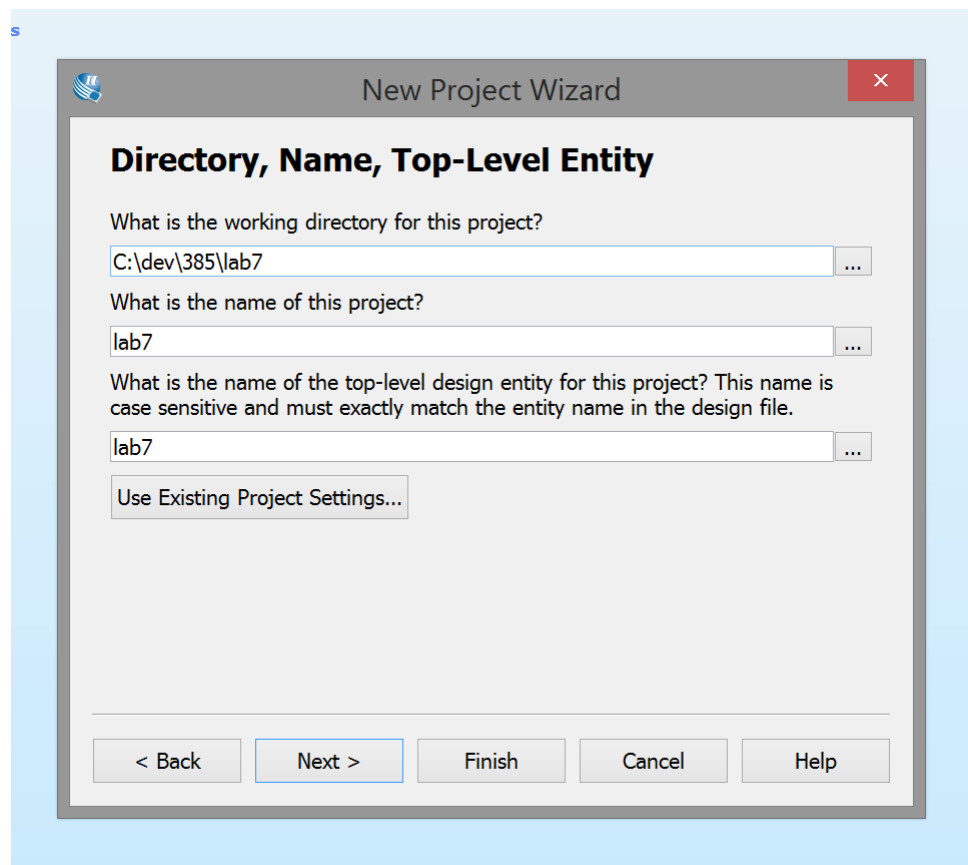 s
New Project Wizard
Directory, Name, Top-Level Entity
What is the working directory for this project?
C:\dev\385\lab7
...
What is the name of this project?
lab7
...
What is the name of the top-level design entity for this project? This name is
case sensitive and must exactly match the entity name in the design file.
lab7
...
Use Existing Project Settings...
< Back
Next >
Finish
Cancel
Help